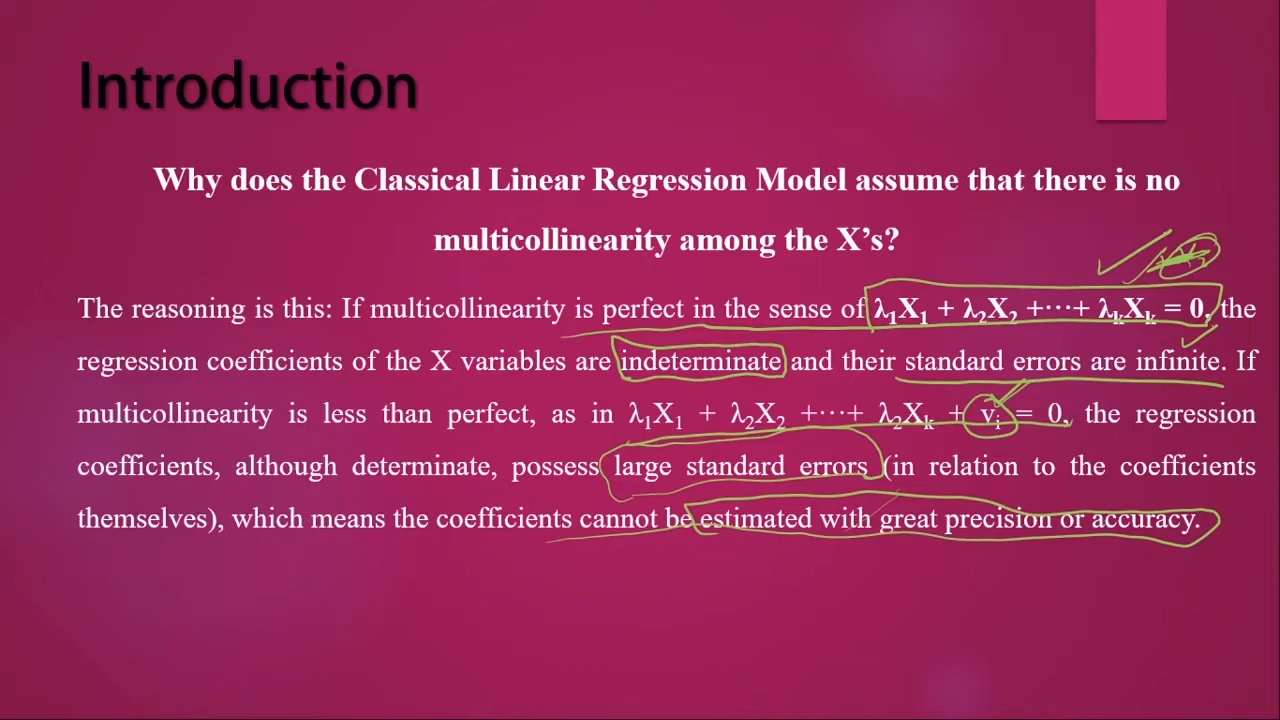 Introduction
Why does the Classical Linear Regression Model assume that there is no
multicollinearity among the X’s?
The reasoning is this: If multicollinearity is perfect in the sense of λ₁X₁ + λ₂X₂ +⋯+ λₖXₖ = 0, the
regression coefficients of the X variables are indeterminate and their standard errors are infinite. If
multicollinearity is less than perfect, as in λ₁X₁ + λ₂X₂ +⋯+ λ₂Xₖ + vᵢ = 0, the regression
coefficients, although determinate, possess large standard errors (in relation to the coefficients
themselves), which means the coefficients cannot be estimated with great precision or accuracy.